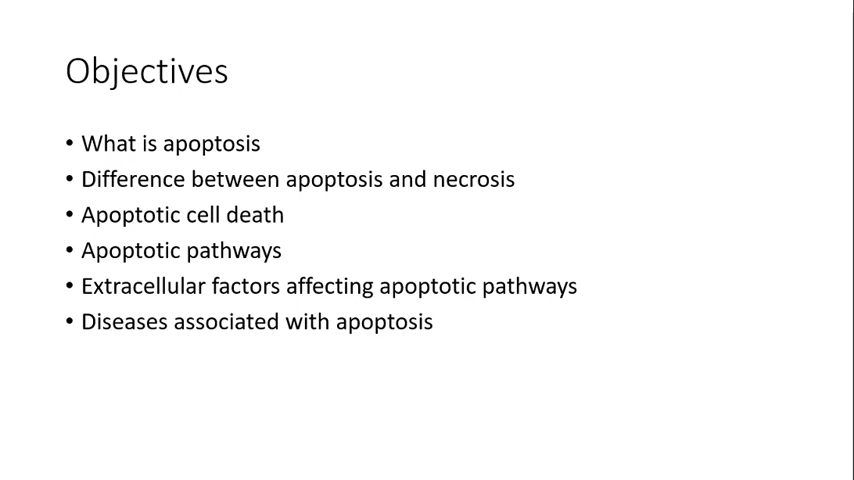 Objectives
• What is apoptosis
• Difference between apoptosis and necrosis
• Apoptotic cell death
• Apoptotic pathways
• Extracellular factors affecting apoptotic pathways
• Diseases associated with apoptosis